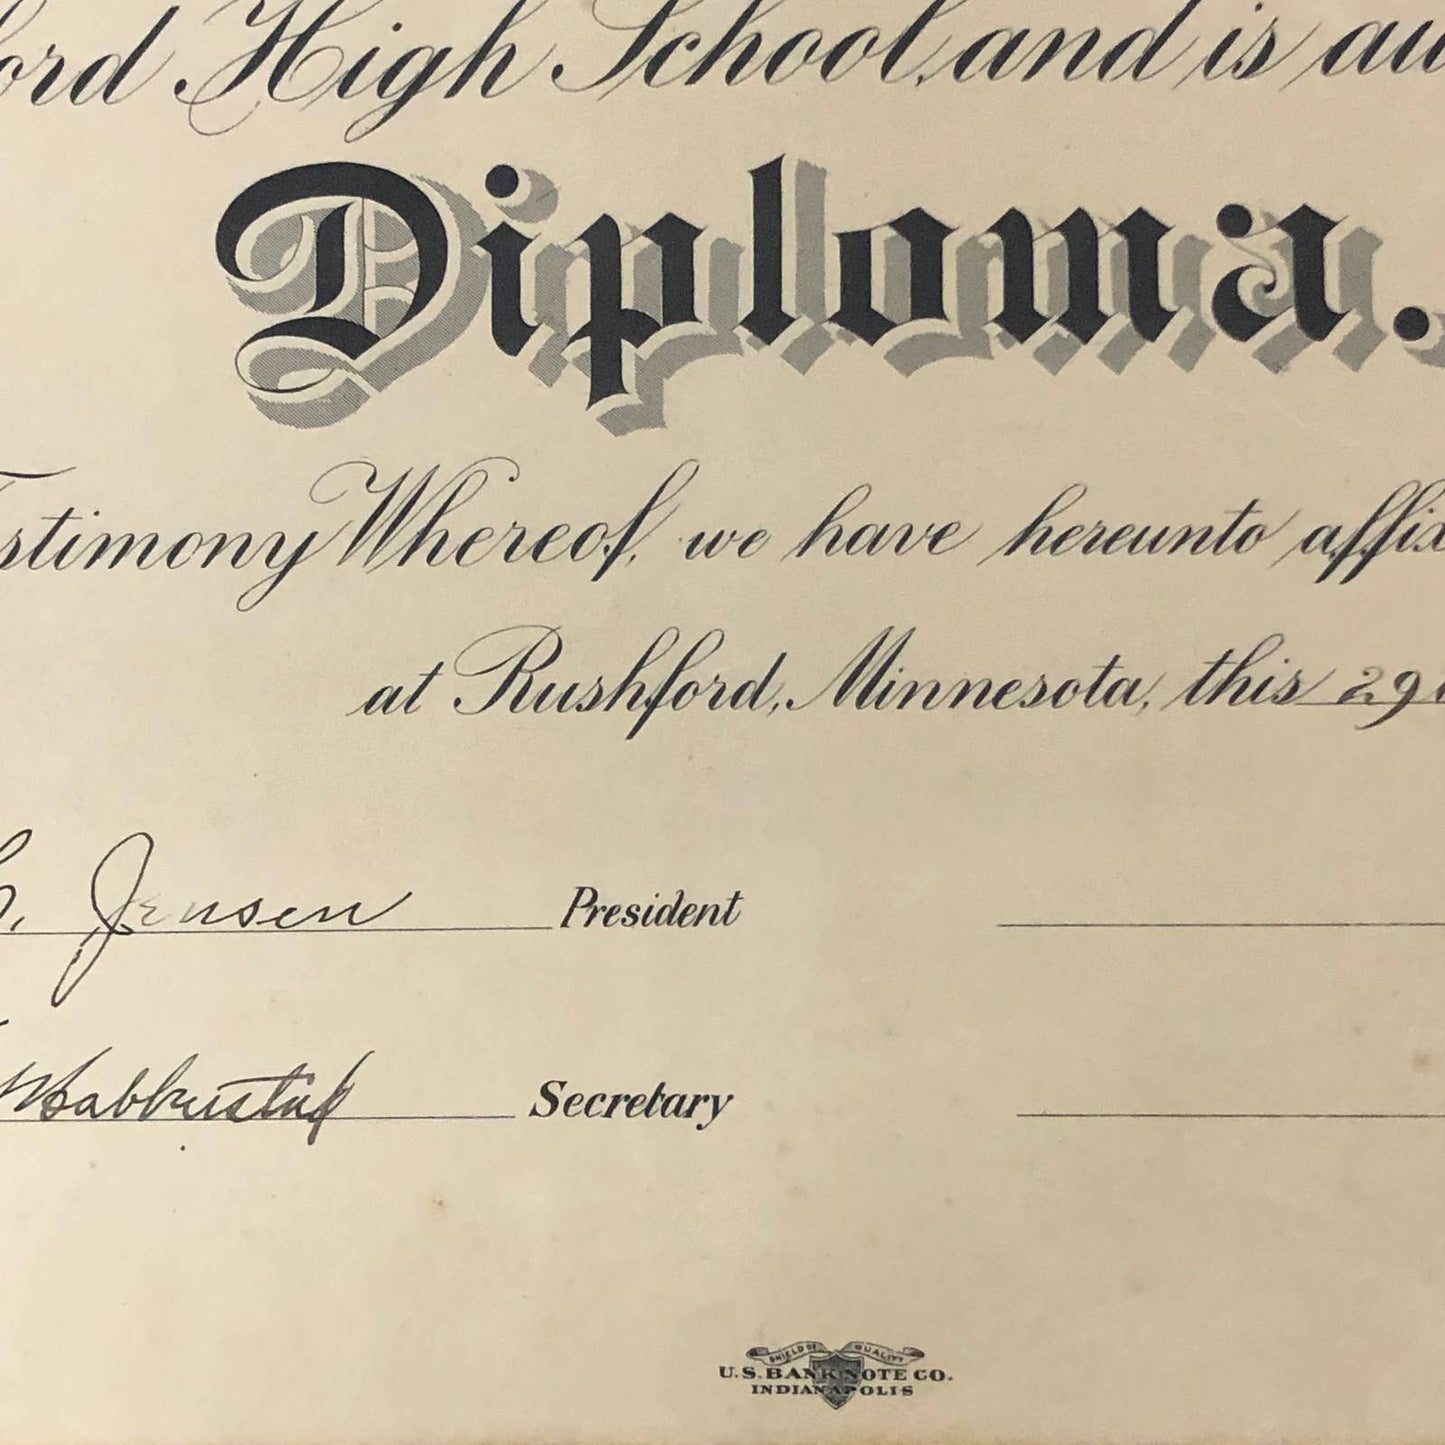 ford High School, and is au
Diploma.
stimony Whereof, we have hereunto affix
at Rushford, Minnesota, this 29
h. Jensen President
Secretary
SHIELD OF QUALITY
U.S. BANK NOTE CO.
INDIANAPOLIS